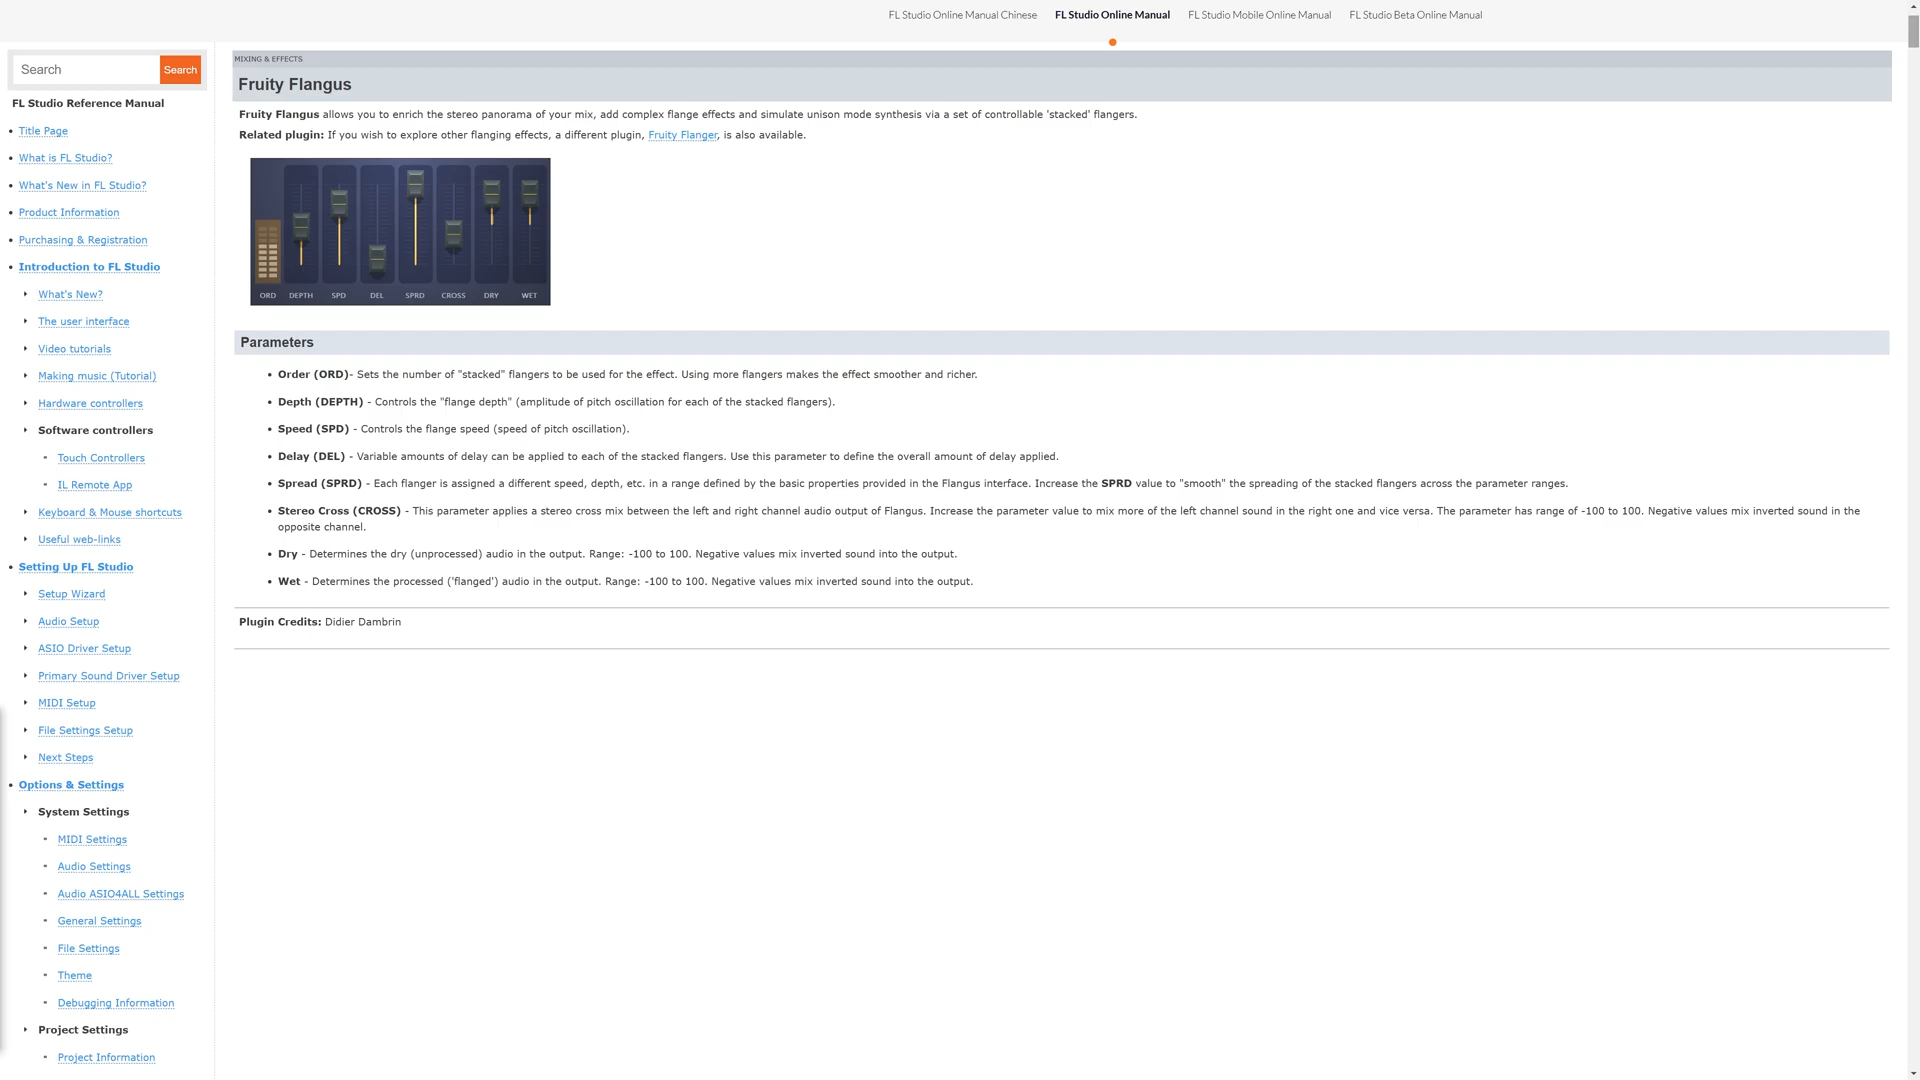 FL Studio Online Manual Chinese
FL Studio Online Manual
FL Studio Mobile Online Manual
FL Studio Beta Online Manual
Search
Search
FL Studio Reference Manual
Title Page
What is FL Studio?
What's New in FL Studio?
Product Information
Purchasing & Registration
Introduction to FL Studio
What's New?
The user interface
Video tutorials
Making music (Tutorial)
Hardware controllers
Software controllers
Touch Controllers
IL Remote App
Keyboard & Mouse shortcuts
Useful web-links
Setting Up FL Studio
Setup Wizard
Audio Setup
ASIO Driver Setup
Primary Sound Driver Setup
MIDI Setup
File Settings Setup
Next Steps
Options & Settings
System Settings
MIDI Settings
Audio Settings
Audio ASIO4ALL Settings
General Settings
File Settings
Theme
Debugging Information
Project Settings
Project Information
MIXING & EFFECTS
Fruity Flangus
Fruity Flangus allows you to enrich the stereo panorama of your mix, add complex flange effects and simulate unison mode synthesis via a set of controllable 'stacked' flangers.
Related plugin: If you wish to explore other flanging effects, a different plugin, Fruity Flanger, is also available.
ORD DEPTH SPD DEL SPRD CROSS DRY WET
Parameters
Order (ORD)- Sets the number of "stacked" flangers to be used for the effect. Using more flangers makes the effect smoother and richer.
Depth (DEPTH) - Controls the "flange depth" (amplitude of pitch oscillation for each of the stacked flangers).
Speed (SPD) - Controls the flange speed (speed of pitch oscillation).
Delay (DEL) - Variable amounts of delay can be applied to each of the stacked flangers. Use this parameter to define the overall amount of delay applied.
Spread (SPRD) - Each flanger is assigned a different speed, depth, etc. in a range defined by the basic properties provided in the Flangus interface. Increase the SPRD value to "smooth" the spreading of the stacked flangers across the parameter ranges.
Stereo Cross (CROSS) - This parameter applies a stereo cross mix between the left and right channel audio output of Flangus. Increase the parameter value to mix more of the left channel sound in the right one and vice versa. The parameter has range of -100 to 100. Negative values mix inverted sound in the
opposite channel.
Dry - Determines the dry (unprocessed) audio in the output. Range: -100 to 100. Negative values mix inverted sound into the output.
Wet - Determines the processed ('flanged') audio in the output. Range: -100 to 100. Negative values mix inverted sound into the output.
Plugin Credits: Didier Dambrin